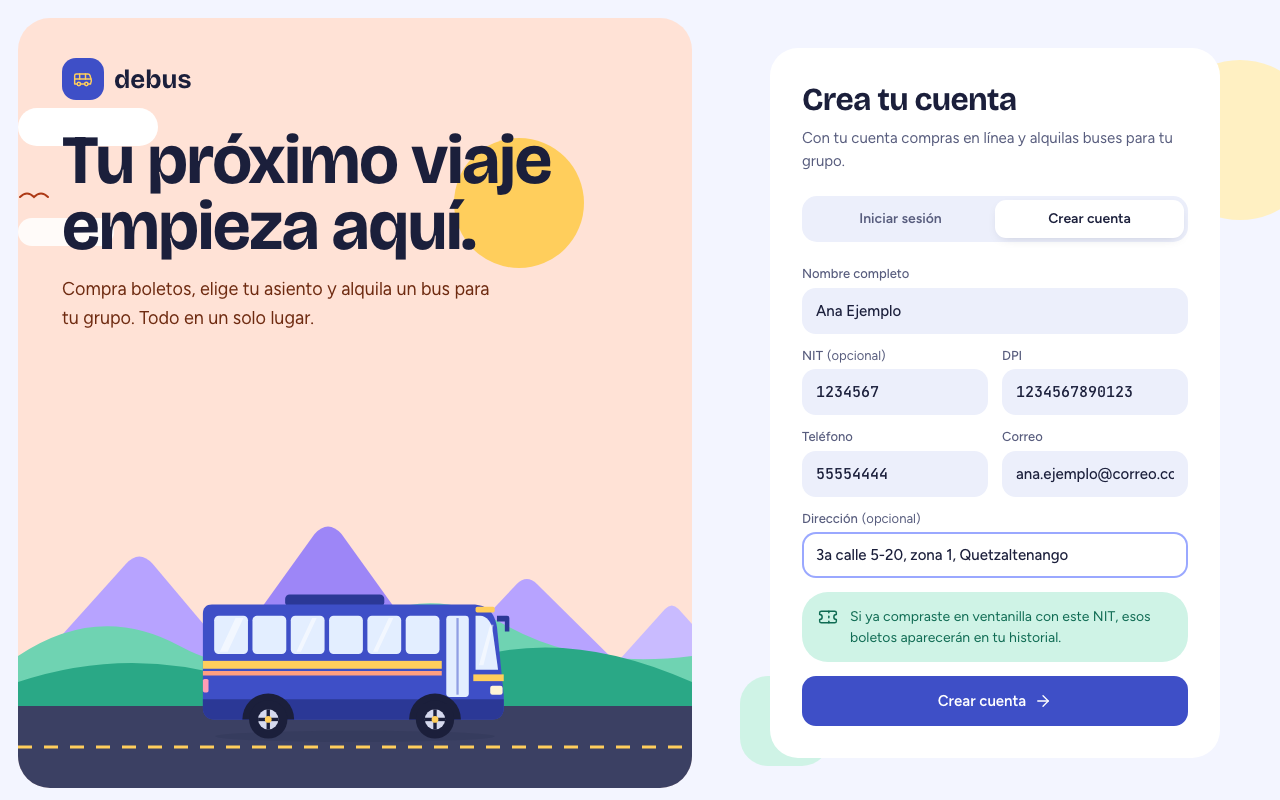 debus
Tu próximo viaje
empieza aquí.
Compra boletos, elige tu asiento y alquila un bus para
tu grupo. Todo en un solo lugar.
Crea tu cuenta
Con tu cuenta compras en línea y alquilas buses para tu
grupo.
Iniciar sesión
Crear cuenta
Nombre completo
Ana Ejemplo
NIT (opcional)
DPI
1234567
1234567890123
Teléfono
Correo
55554444
ana.ejemplo@correo.cc
Dirección (opcional)
3a calle 5-20, zona 1, Quetzaltenango
Si ya compraste en ventanilla con este NIT, esos
boletos aparecerán en tu historial.
Crear cuenta